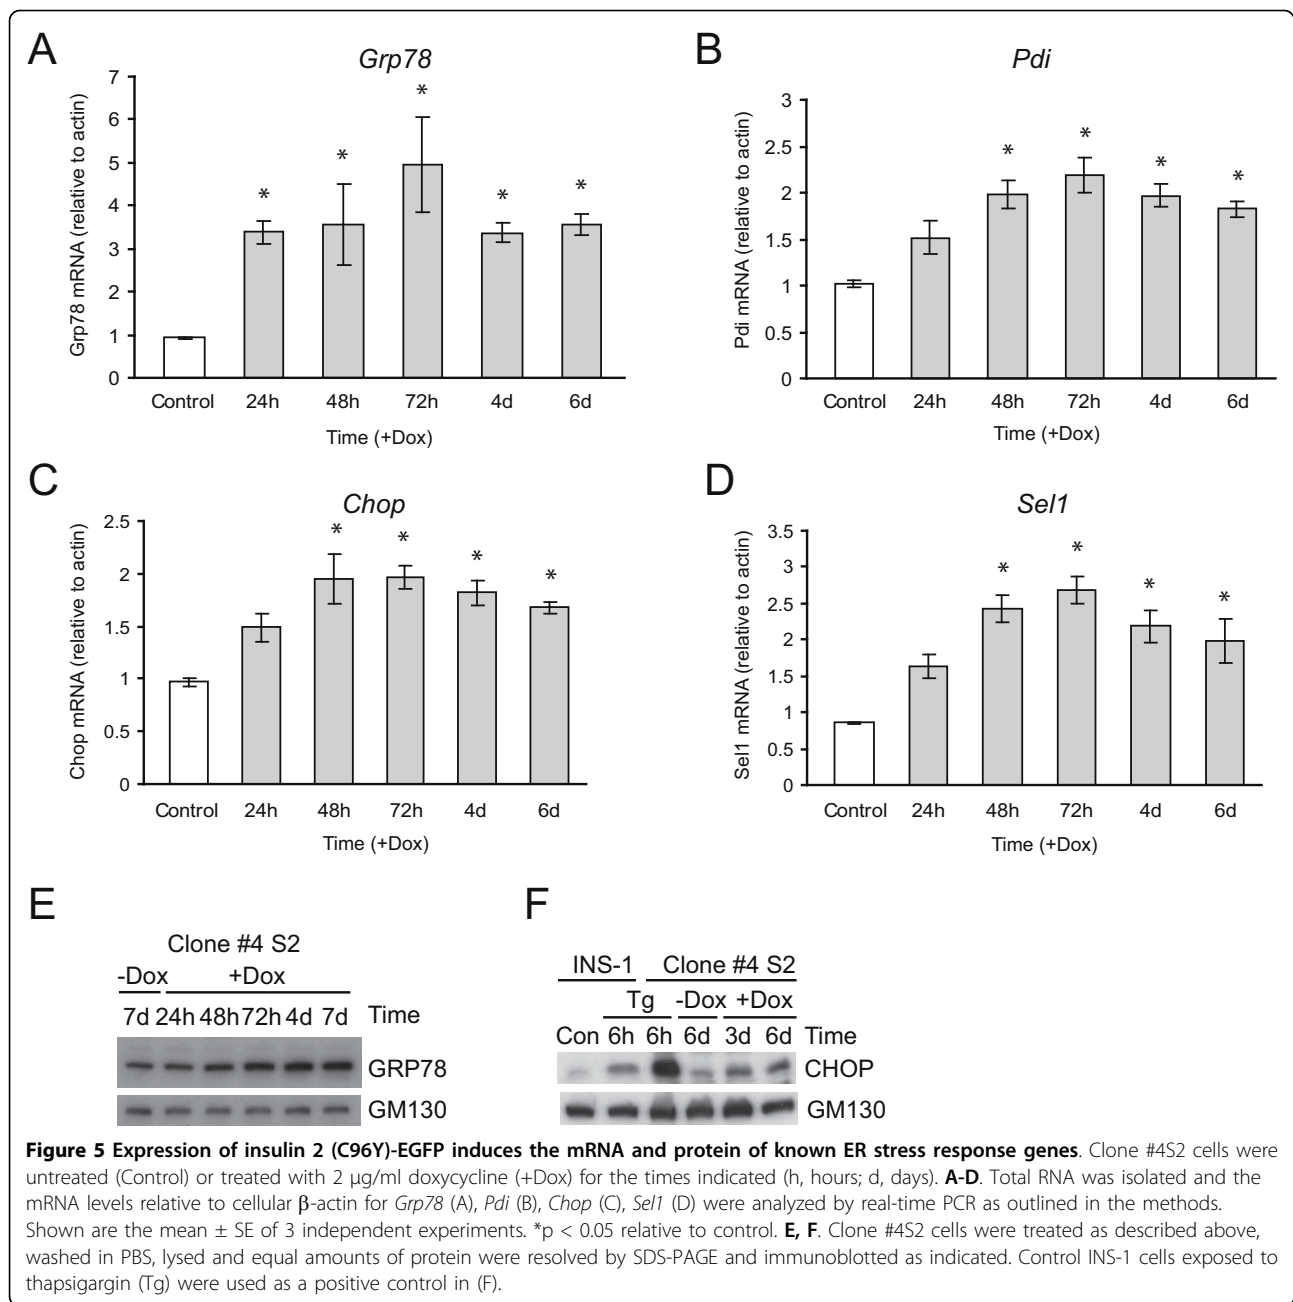 A
Grp78
Grp78 mRNA (relative to actin)
7
6
5
4
3
2
1
0
* * * * *
Control 24h 48h 72h 4d 6d
Time (+Dox)
B
Pdi
Pdi mRNA (relative to actin)
3
2.5
2
1.5
1
0.5
0
* * * *
Control 24h 48h 72h 4d 6d
Time (+Dox)
C
Chop
Chop mRNA (relative to actin)
2.5
2
1.5
1
0.5
0
* * * *
Control 24h 48h 72h 4d 6d
Time (+Dox)
D
Sel1
Sel1 mRNA (relative to actin)
3.5
3
2.5
2
1.5
1
0.5
0
* * * *
Control 24h 48h 72h 4d 6d
Time (+Dox)
E
Clone #4 S2
-Dox +Dox
7d 24h 48h 72h 4d 7d Time
GRP78
GM130
F
INS-1 Clone #4 S2
Tg -Dox +Dox
Con 6h 6h 6d 3d 6d Time
CHOP
GM130
Figure 5 Expression of insulin 2 (C96Y)-EGFP induces the mRNA and protein of known ER stress response genes. Clone #4S2 cells were
untreated (Control) or treated with 2 μg/ml doxycycline (+Dox) for the times indicated (h, hours; d, days). A-D. Total RNA was isolated and the
mRNA levels relative to cellular β-actin for Grp78 (A), Pdi (B), Chop (C), Sel1 (D) were analyzed by real-time PCR as outlined in the methods.
Shown are the mean ± SE of 3 independent experiments. *p < 0.05 relative to control. E, F. Clone #4S2 cells were treated as described above,
washed in PBS, lysed and equal amounts of protein were resolved by SDS-PAGE and immunoblotted as indicated. Control INS-1 cells exposed to
thapsigargin (Tg) were used as a positive control in (F).